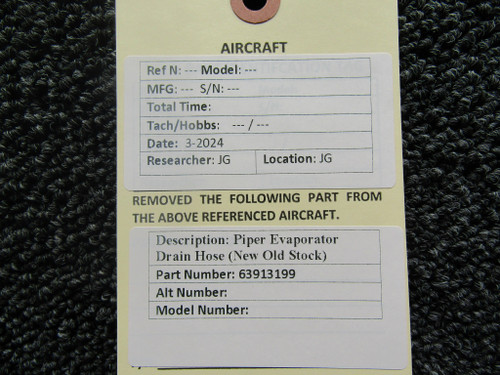 AIRCRAFT
Ref N: --- Model: ---
MFG: --- S/N: ---
Total Time:
Tach/Hobbs: --- / ---
Date: 3-2024
Researcher: JG Location: JG
REMOVED THE FOLLOWING PART FROM
THE ABOVE REFERENCED AIRCRAFT.
Description: Piper Evaporator
Drain Hose (New Old Stock)
Part Number: 63913199
Alt Number:
Model Number: